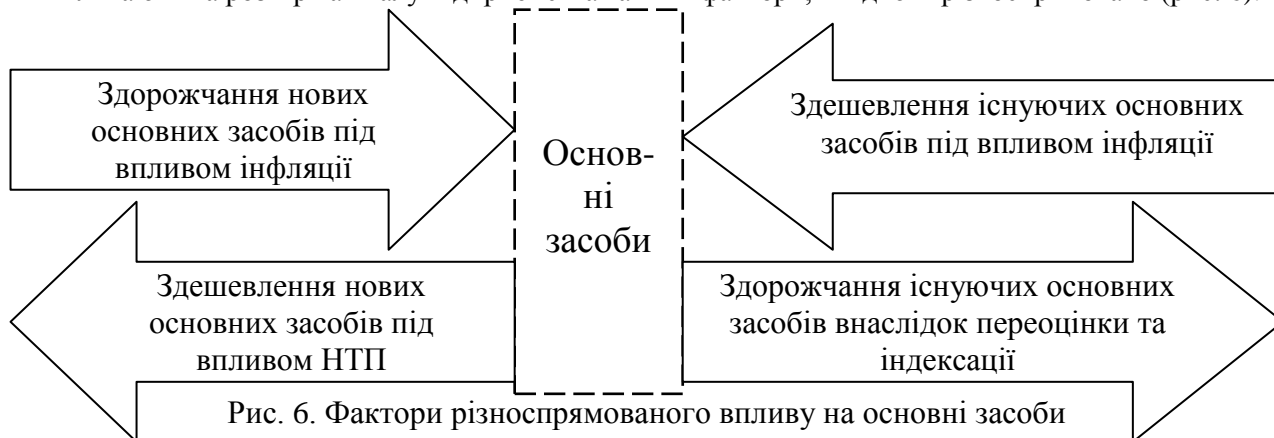 Здорожчання нових
основних засобів під
впливом інфляції
Основ-
ні
засоби
Здешевлення існуючих основних
засобів під впливом інфляції
Здешевлення нових
основних засобів під
впливом НТП
Здорожчання існуючих основних
засобів внаслідок переоцінки та
індексації
Рис. 6. Фактори різноспрямованого впливу на основні засоби